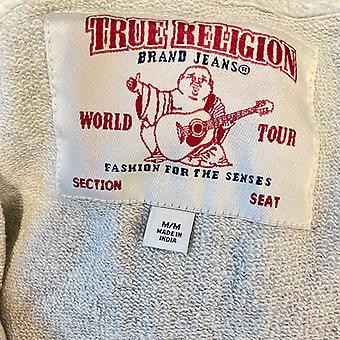 TRUE RELIGION
BRAND JEANS®
WORLD TOUR
FASHION FOR THE SENSES
SECTION SEAT
M/M
MADE IN
INDIA